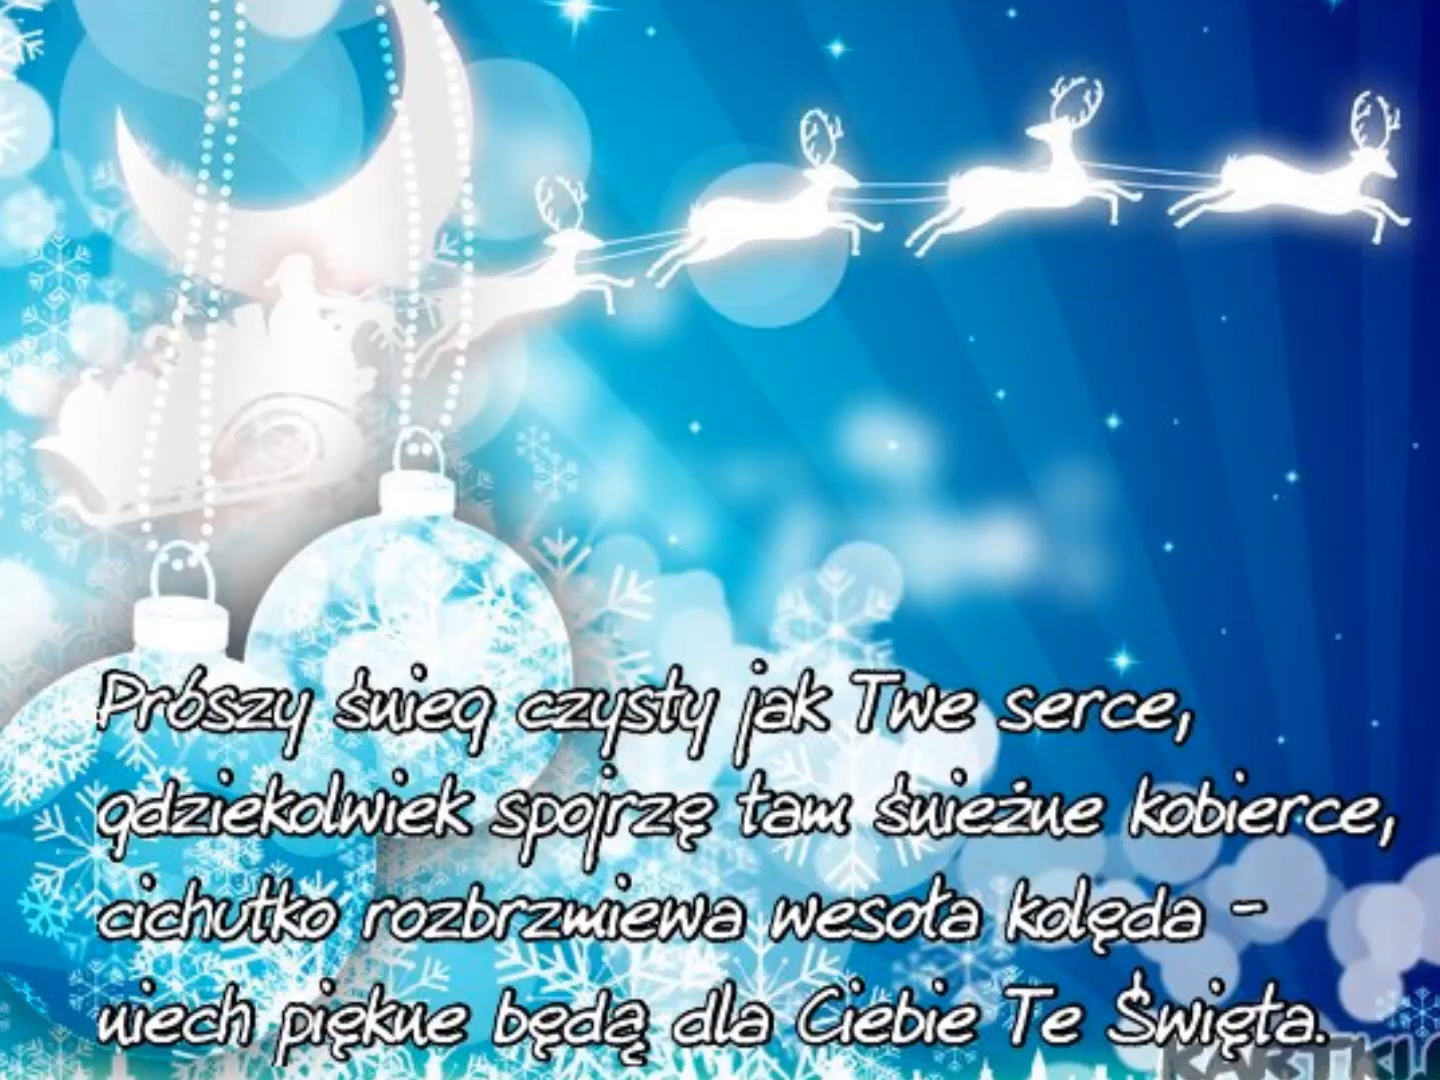 Prószy śnieg czysty jak Twe serce,
gdziekolwiek spojrzę tam śnieżne kobierce,
cichutko rozbrzmiewa wesoła kolęda -
niech piękne będą dla Ciebie Te Święta.